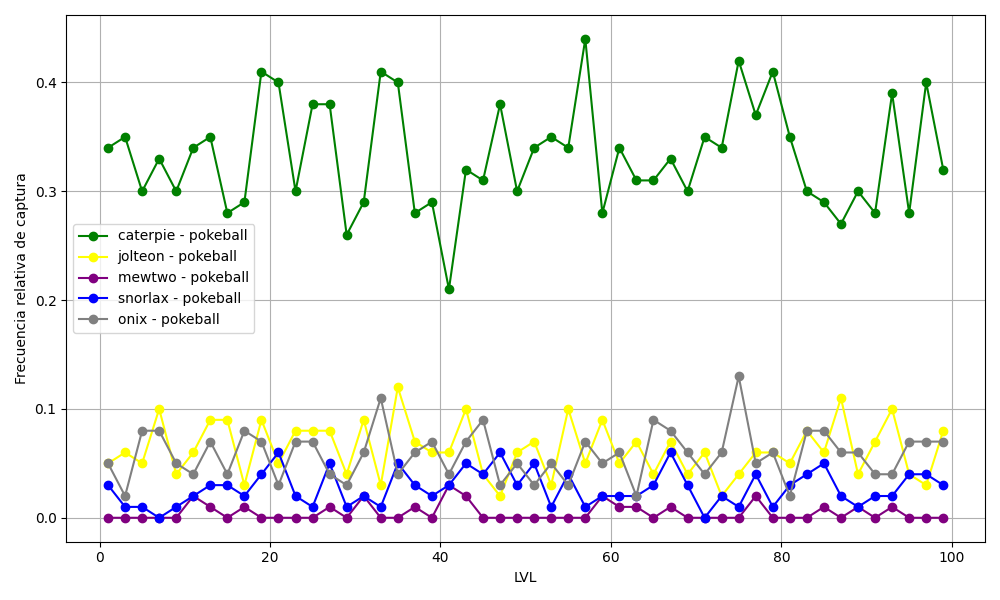 0.4
0.3
0.2
0.1
0.0
Frecuencia relativa de captura
caterpie - pokeball
jolteon - pokeball
mewtwo - pokeball
snorlax - pokeball
onix - pokeball
0 20 40 60 80 100
LVL